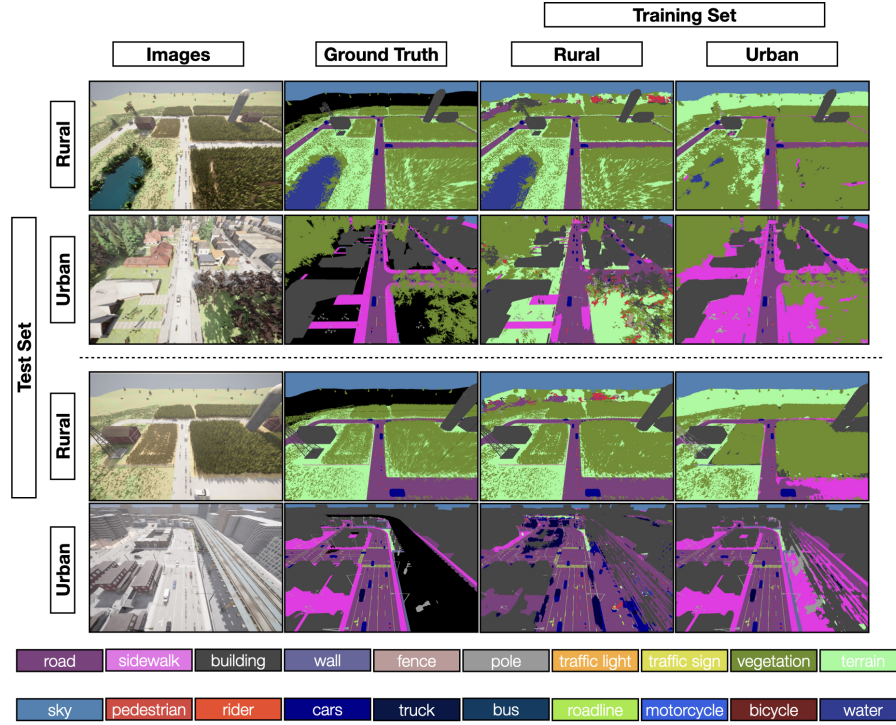 Training Set
Images
Ground Truth
Rural
Urban
Test Set
Rural
Urban
Rural
Urban
road
sidewalk
building
wall
fence
pole
traffic light
traffic sign
vegetation
terrain
sky
pedestrian
rider
cars
truck
bus
roadline
motorcycle
bicycle
water